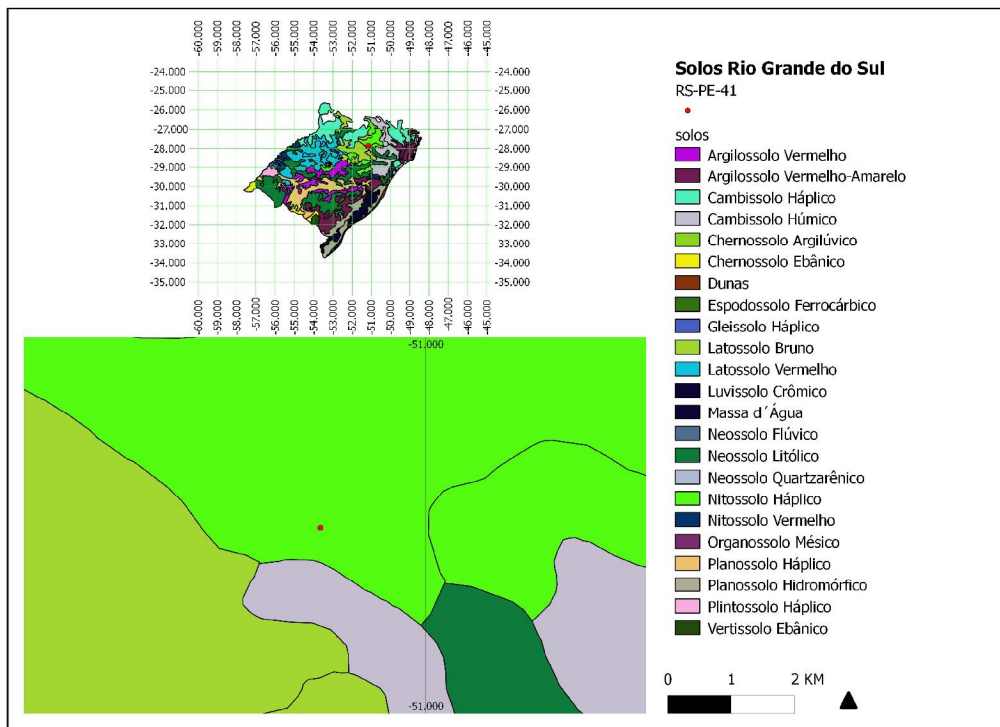 -60.000
-59.000
-58.000
-57.000
-56.000
-55.000
-54.000
-53.000
-52.000
-51.000
-50.000
-49.000
-48.000
-47.000
-46.000
-45.000
-24.000 -24.000
-25.000 -25.000
-26.000 -26.000
-27.000 -27.000
-28.000 -28.000
-29.000 -29.000
-30.000 -30.000
-31.000 -31.000
-32.000 -32.000
-33.000 -33.000
-34.000 -34.000
-35.000 -35.000
-60.000
-59.000
-58.000
-57.000
-56.000
-55.000
-54.000
-53.000
-52.000
-51.000
-50.000
-49.000
-48.000
-47.000
-46.000
-45.000
-51.000
-51.000
Solos Rio Grande do Sul
RS-PE-41
solos
Argilossolo Vermelho
Argilossolo Vermelho-Amarelo
Cambissolo Háplico
Cambissolo Húmico
Chernossolo Argilúvico
Chernossolo Ebânico
Dunas
Espodossolo Ferrocárbico
Gleissolo Háplico
Latossolo Bruno
Latossolo Vermelho
Luvissolo Crômico
Massa d´Água
Neossolo Flúvico
Neossolo Litólico
Neossolo Quartzarênico
Nitossolo Háplico
Nitossolo Vermelho
Organossolo Mésico
Planossolo Háplico
Planossolo Hidromórfico
Plintossolo Háplico
Vertissolo Ebânico
0 1 2 KM